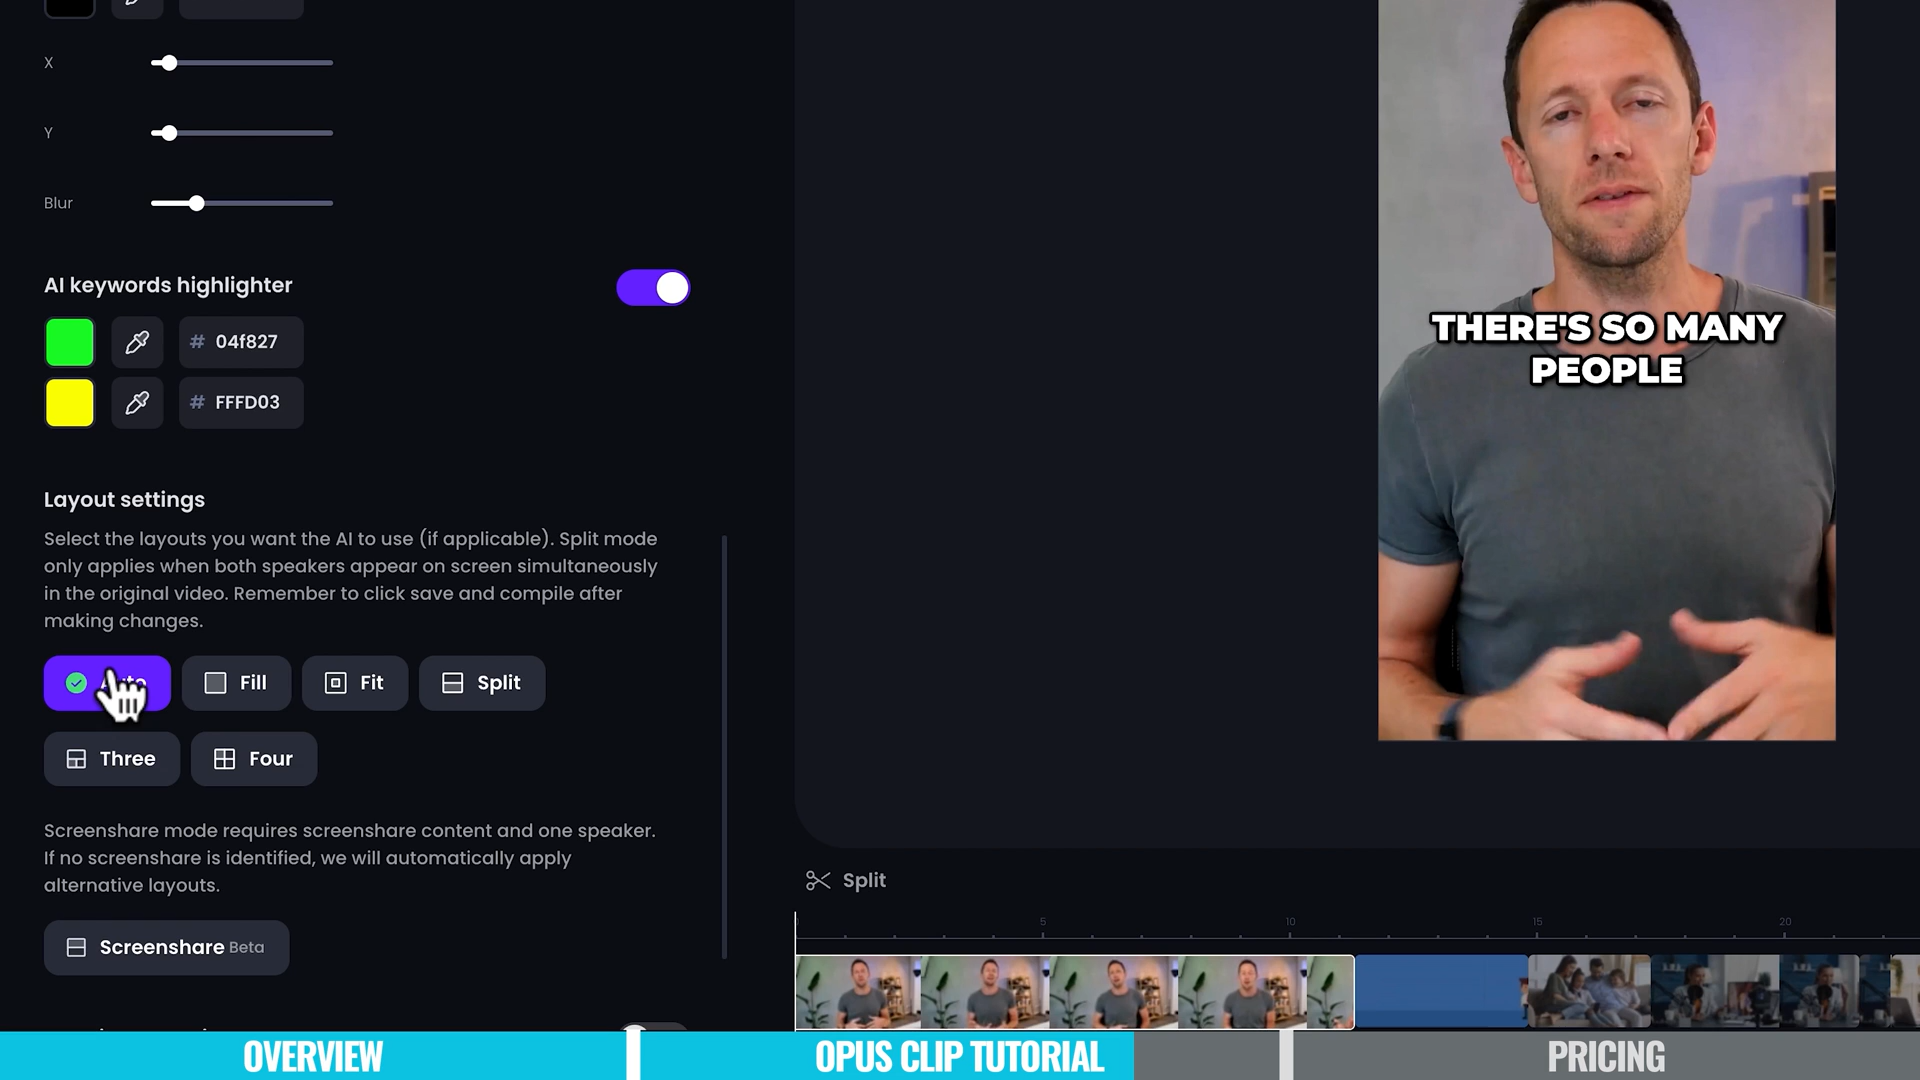 X
Y
Blur
AI keywords highlighter
# 04f827
# FFFD03
Layout settings
Select the layouts you want the AI to use (if applicable). Split mode
only applies when both speakers appear on screen simultaneously
in the original video. Remember to click save and compile after
making changes.
Fill
Fit
Split
Three
Four
Screenshare mode requires screenshare content and one speaker.
If no screenshare is identified, we will automatically apply
alternative layouts.
Screenshare Beta
THERE'S SO MANY
PEOPLE
Split
5 10 15 20
OVERVIEW
OPUS CLIP TUTORIAL
PRICING